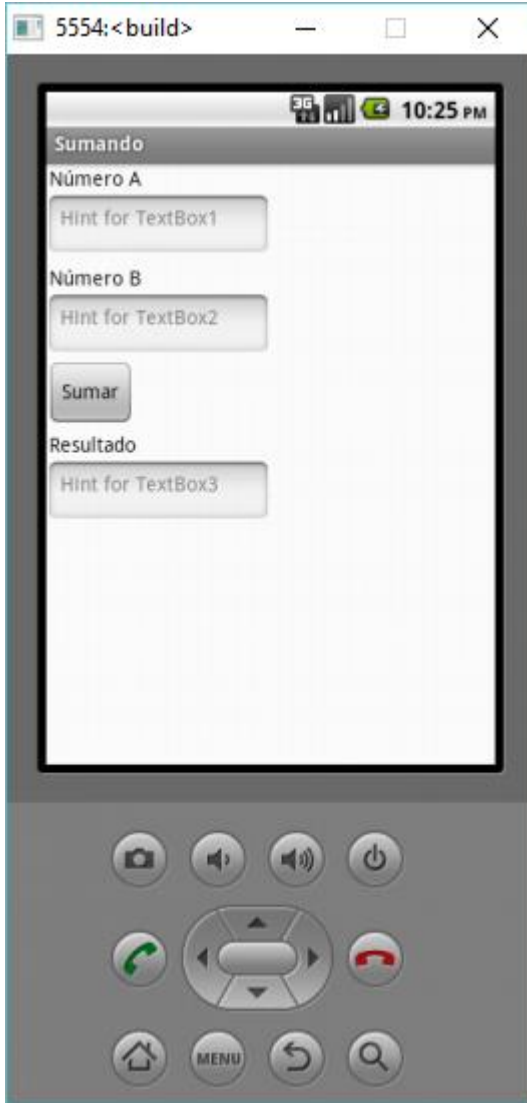 5554:<build>
3G 10:25 PM
Sumando
Número A
Hint for TextBox1
Número B
Hint for TextBox2
Sumar
Resultado
Hint for TextBox3
MENU